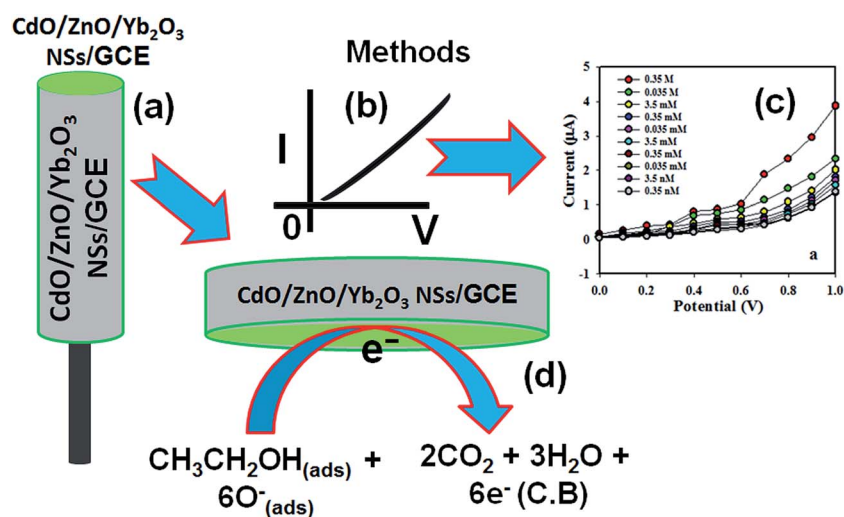 CdO/ZnO/Yb₂O₃
NSs/GCE
(a)
CdO/ZnO/Yb₂O₃
NSs/GCE
Methods
(b)
I
0
V
(c)
0.35 M
0.035 M
3.5 mM
0.35 mM
0.035 mM
3.5 mM
0.35 mM
0.035 mM
3.5 nM
0.35 nM
Current (µA)
5
4
3
2
1
0
-1
a
0.0 0.2 0.4 0.6 0.8 1.0
Potential (V)
CdO/ZnO/Yb₂O₃ NSs/GCE
e⁻
(d)
CH₃CH₂OH(ads) + 2CO₂ + 3H₂O +
6O⁻(ads) 6e⁻ (C.B)